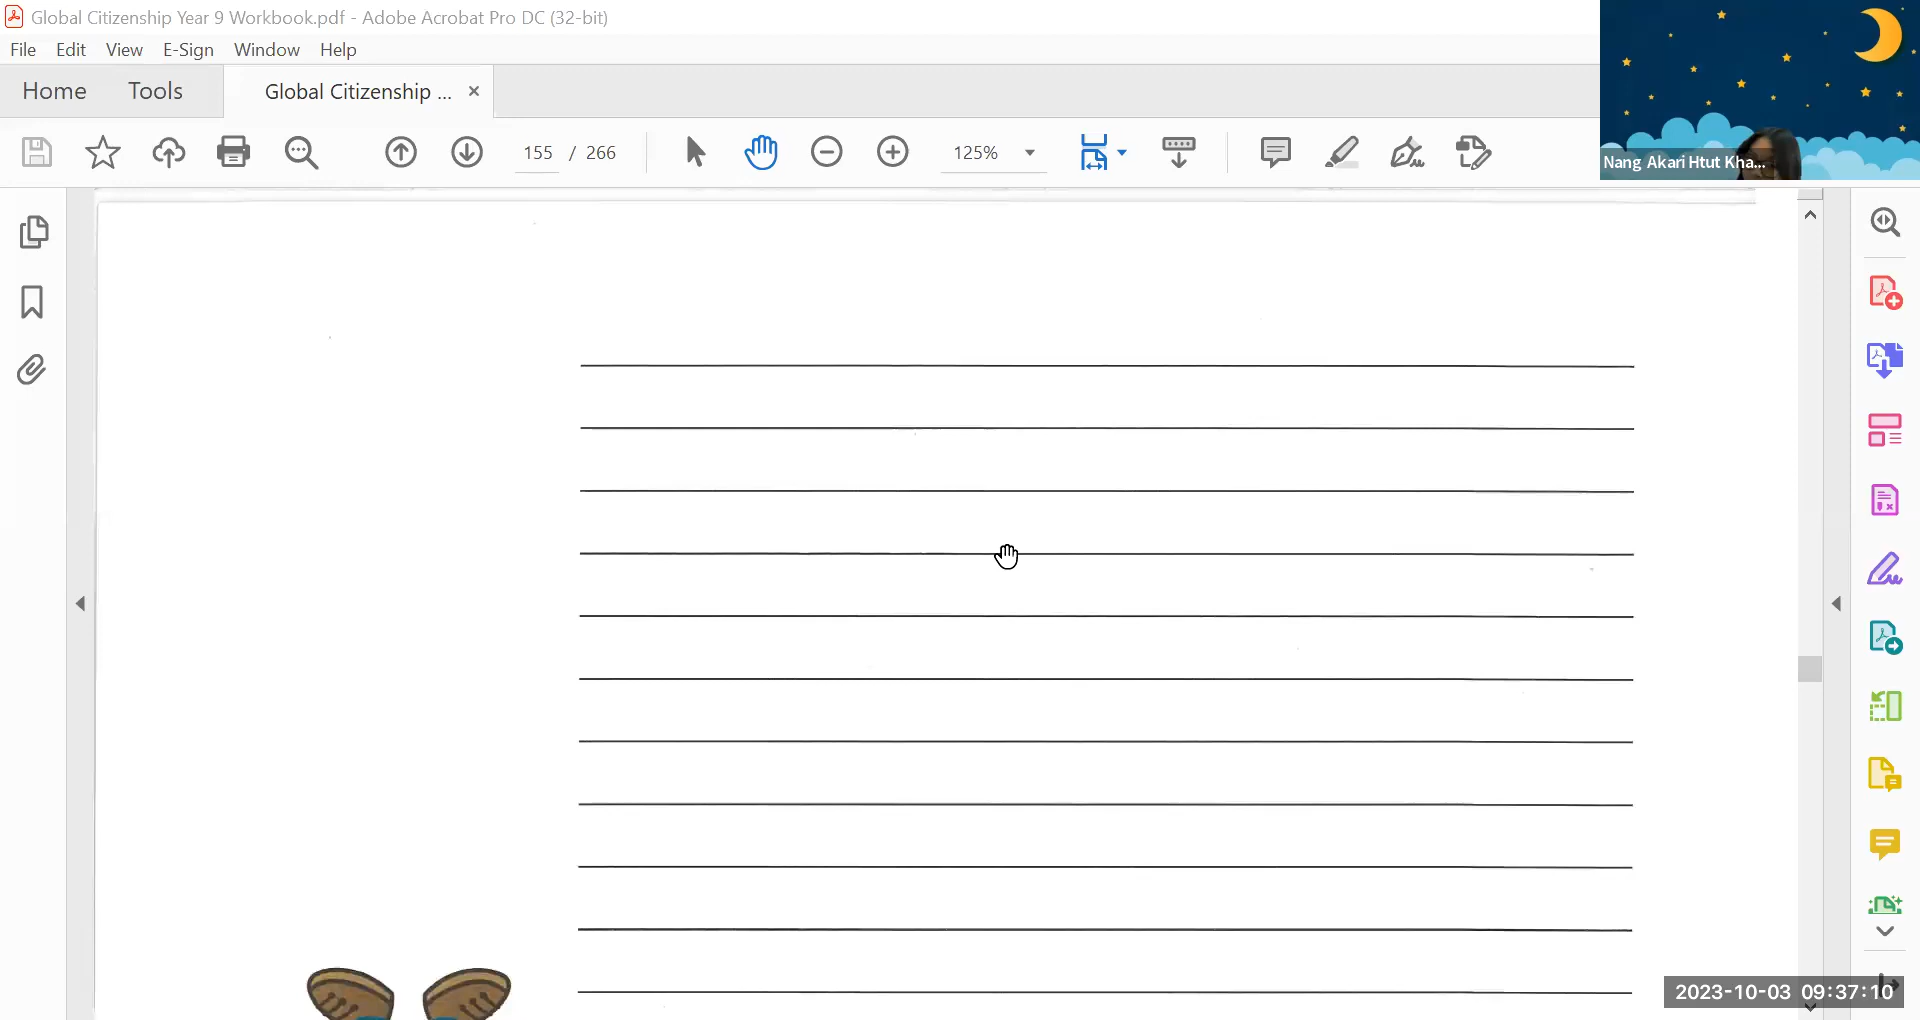 Global Citizenship Year 9 Workbook.pdf - Adobe Acrobat Pro DC (32-bit)
File Edit View E-Sign Window Help
Home Tools Global Citizenship ...
155 / 266 125%
Nang Akari Htut Kha...
2023-10-03 09:37:10